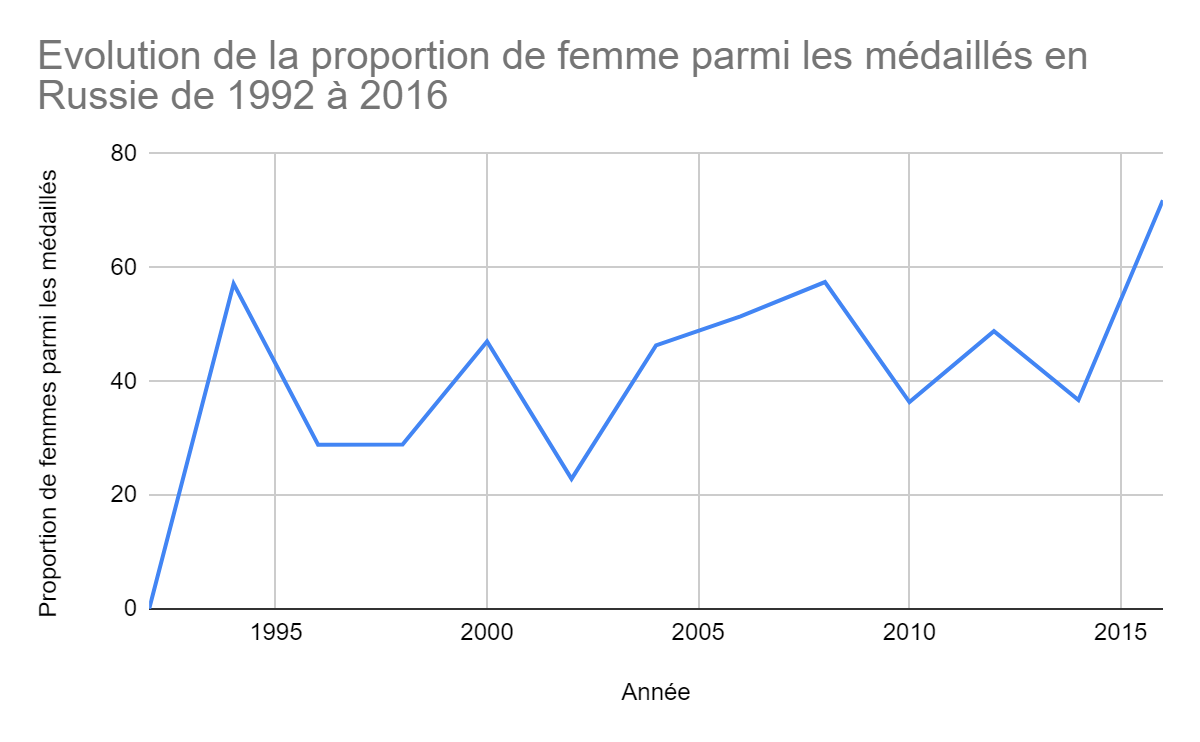 Evolution de la proportion de femme parmi les médaillés en
Russie de 1992 à 2016
Proportion de femmes parmi les médaillés
80
60
40
20
0
1995 2000 2005 2010 2015
Année